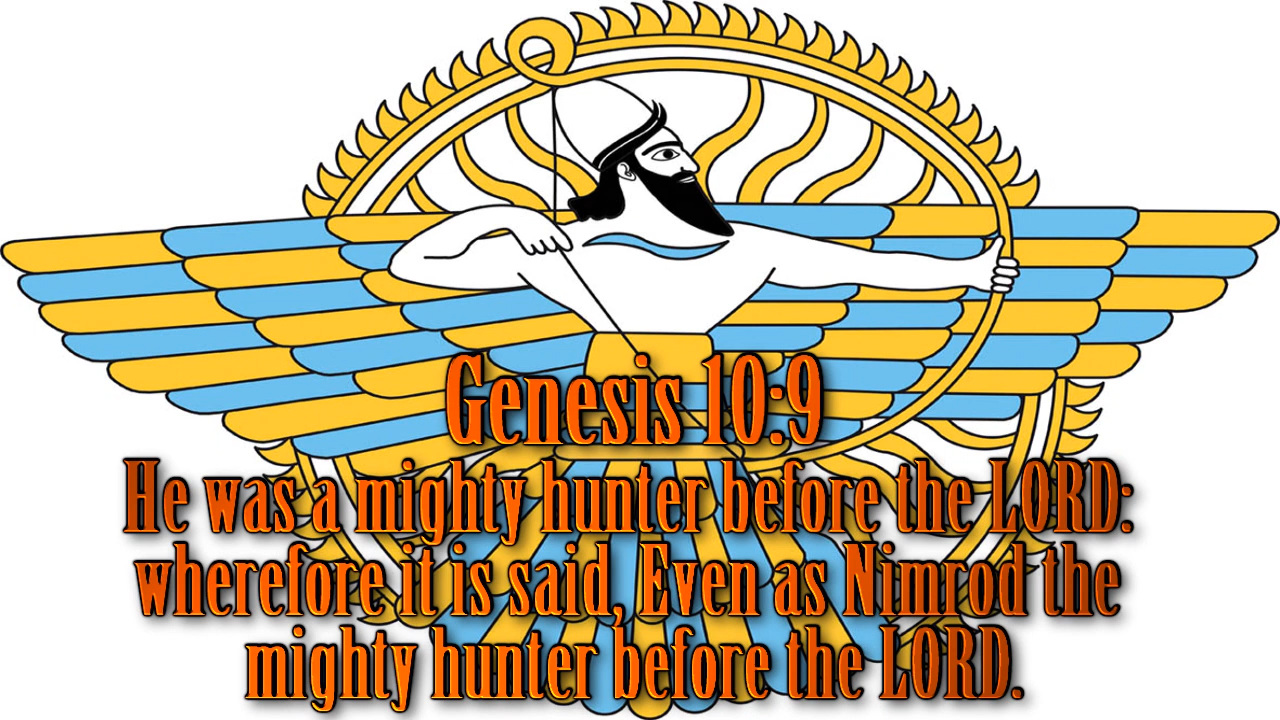 Genesis 10:9
He was a mighty hunter before the LORD:
wherefore it is said, Even as Nimrod the
mighty hunter before the LORD.